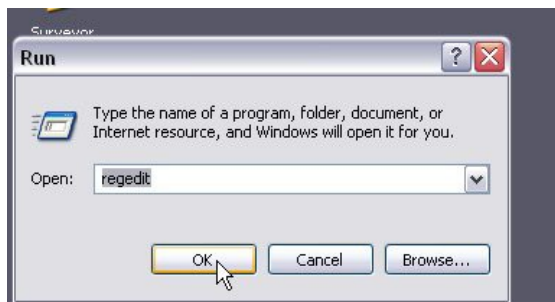 Surveyor
Run
Type the name of a program, folder, document, or
Internet resource, and Windows will open it for you.
Open: regedit
OK Cancel Browse...